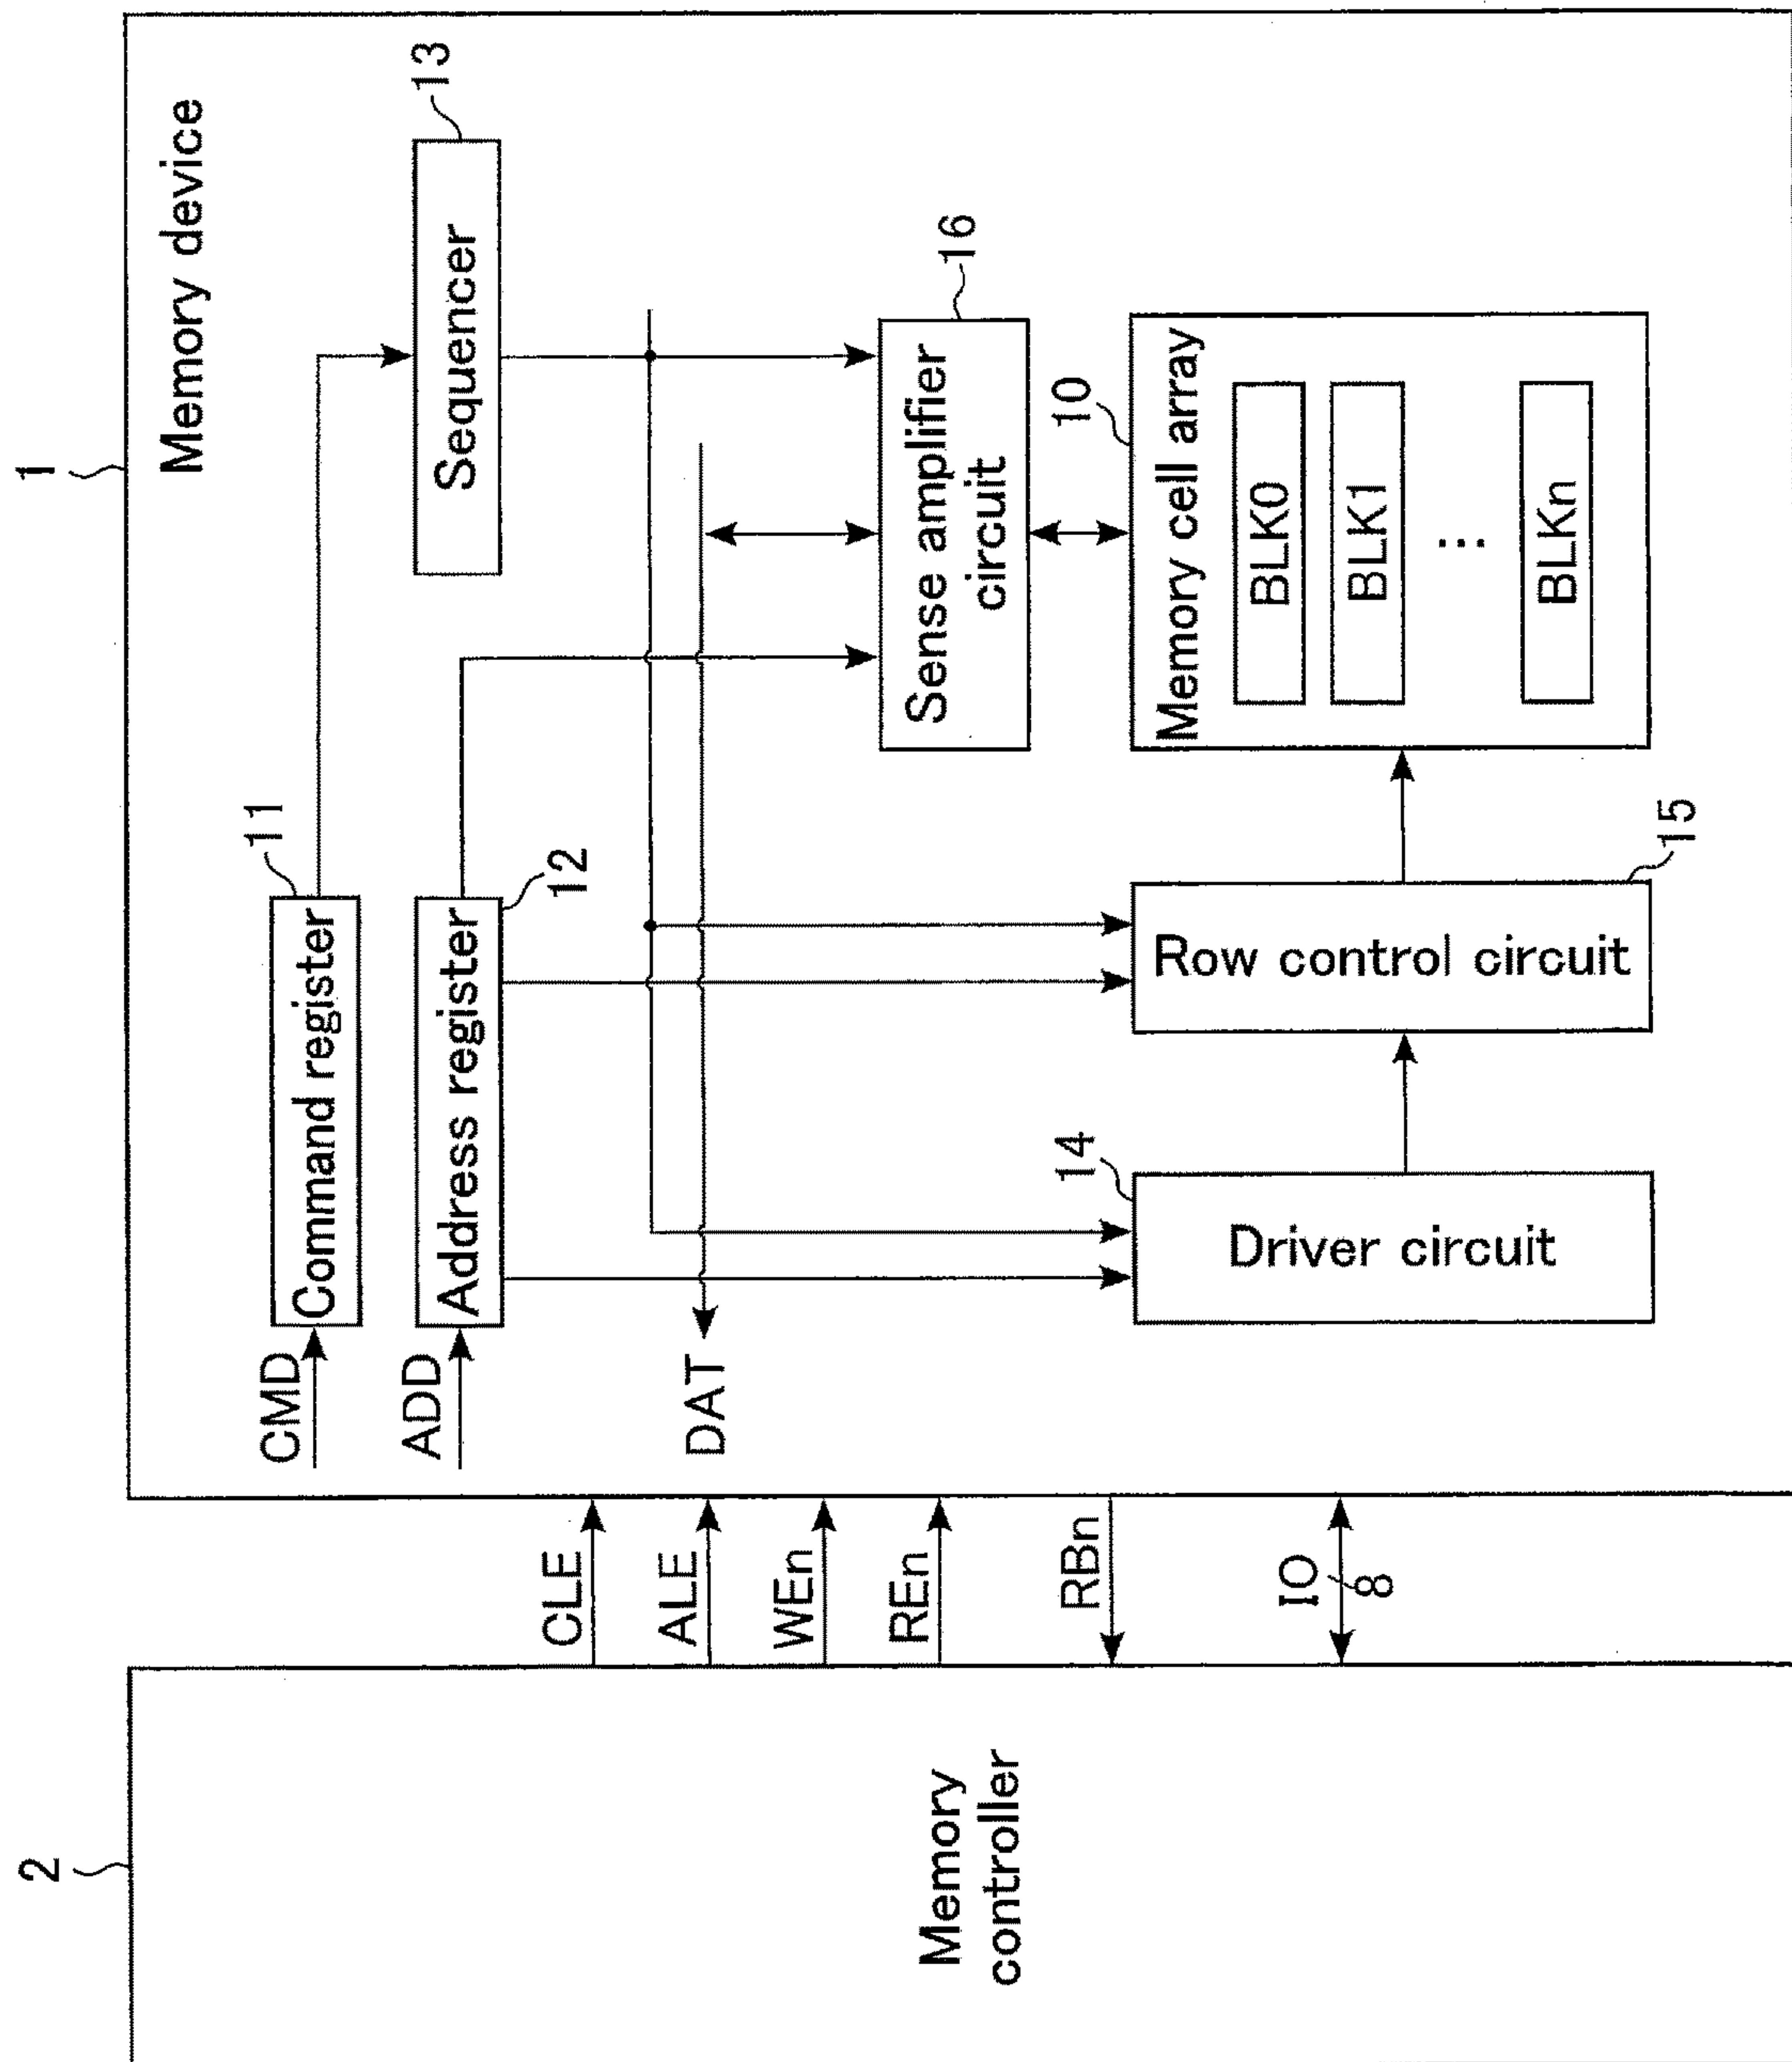 1
2
Memory device
Memory
controller
CMD
Command register
11
Sequencer
13
ADD
Address register
12
DAT
CLE
ALE
WEn
REn
RBn
IO
8
Sense amplifier
circuit
16
Memory cell array
10
BLK0
BLK1
...
BLKn
Driver circuit
14
Row control circuit
15